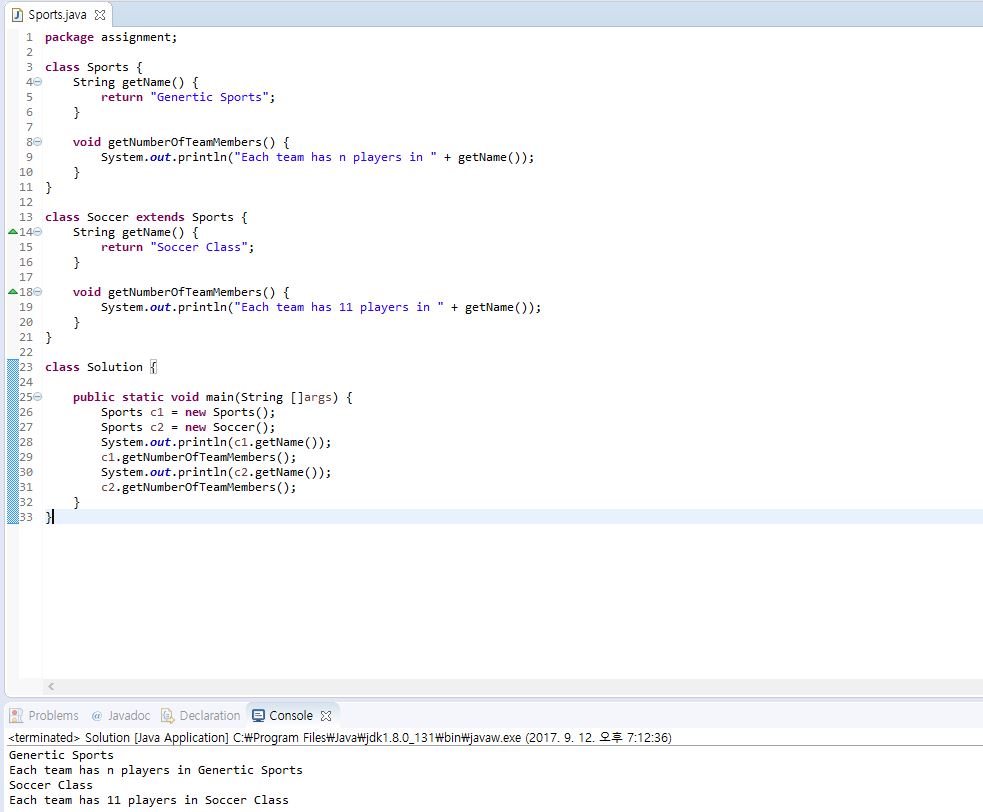 Sports.java
1 package assignment;
2
3 class Sports {
4 String getName() {
5 return "Genertic Sports";
6 }
7
8 void getNumberOfTeamMembers() {
9 System.out.println("Each team has n players in " + getName());
10 }
11 }
12
13 class Soccer extends Sports {
14 String getName() {
15 return "Soccer Class";
16 }
17
18 void getNumberOfTeamMembers() {
19 System.out.println("Each team has 11 players in " + getName());
20 }
21 }
22
23 class Solution {
24
25 public static void main(String []args) {
26 Sports c1 = new Sports();
27 Sports c2 = new Soccer();
28 System.out.println(c1.getName());
29 c1.getNumberOfTeamMembers();
30 System.out.println(c2.getName());
31 c2.getNumberOfTeamMembers();
32 }
33 }
Problems @ Javadoc Declaration Console
<terminated> Solution [Java Application] C:₩Program Files₩Java₩jdk1.8.0_131₩bin₩javaw.exe (2017. 9. 12. 오후 7:12:36)
Genertic Sports
Each team has n players in Genertic Sports
Soccer Class
Each team has 11 players in Soccer Class